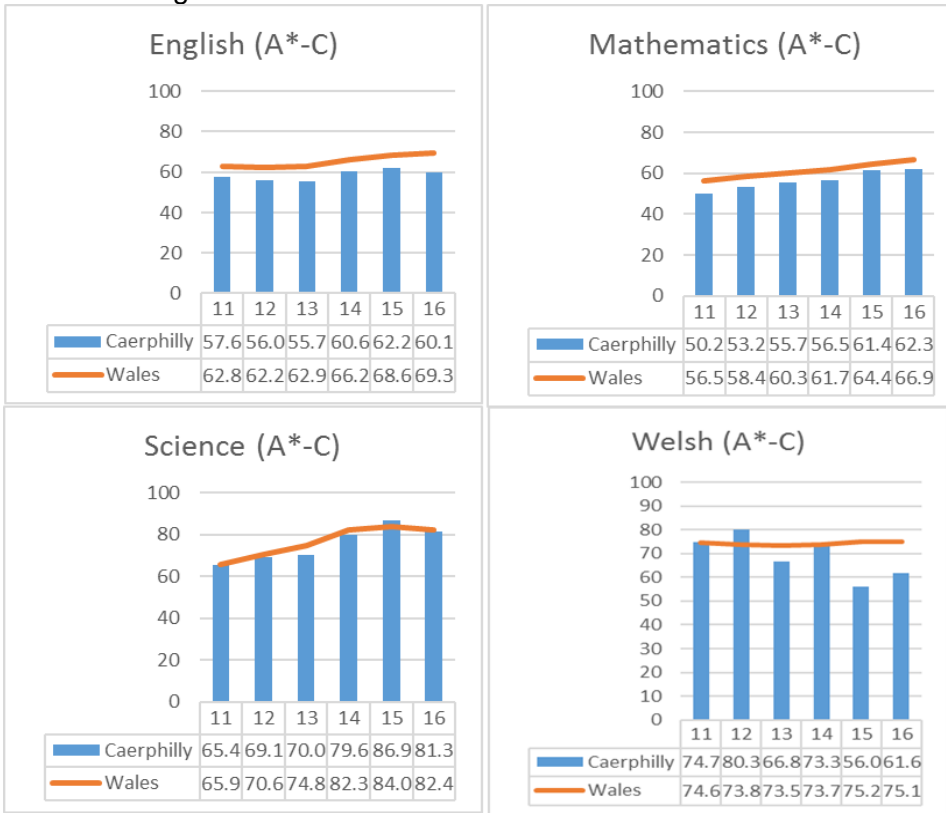 English (A*-C)
100
80
60
40
20
0
11 12 13 14 15 16
Caerphilly 57.6 56.0 55.7 60.6 62.2 60.1
Wales 62.8 62.2 62.9 66.2 68.6 69.3
Mathematics (A*-C)
100
80
60
40
20
0
11 12 13 14 15 16
Caerphilly 50.2 53.2 55.7 56.5 61.4 62.3
Wales 56.5 58.4 60.3 61.7 64.4 66.9
Science (A*-C)
100
80
60
40
20
0
11 12 13 14 15 16
Caerphilly 65.4 69.1 70.0 79.6 86.9 81.3
Wales 65.9 70.6 74.8 82.3 84.0 82.4
Welsh (A*-C)
100
90
80
70
60
50
40
30
20
10
0
11 12 13 14 15 16
Caerphilly 74.7 80.3 66.8 73.3 56.0 61.6
Wales 74.6 73.8 73.5 73.7 75.2 75.1